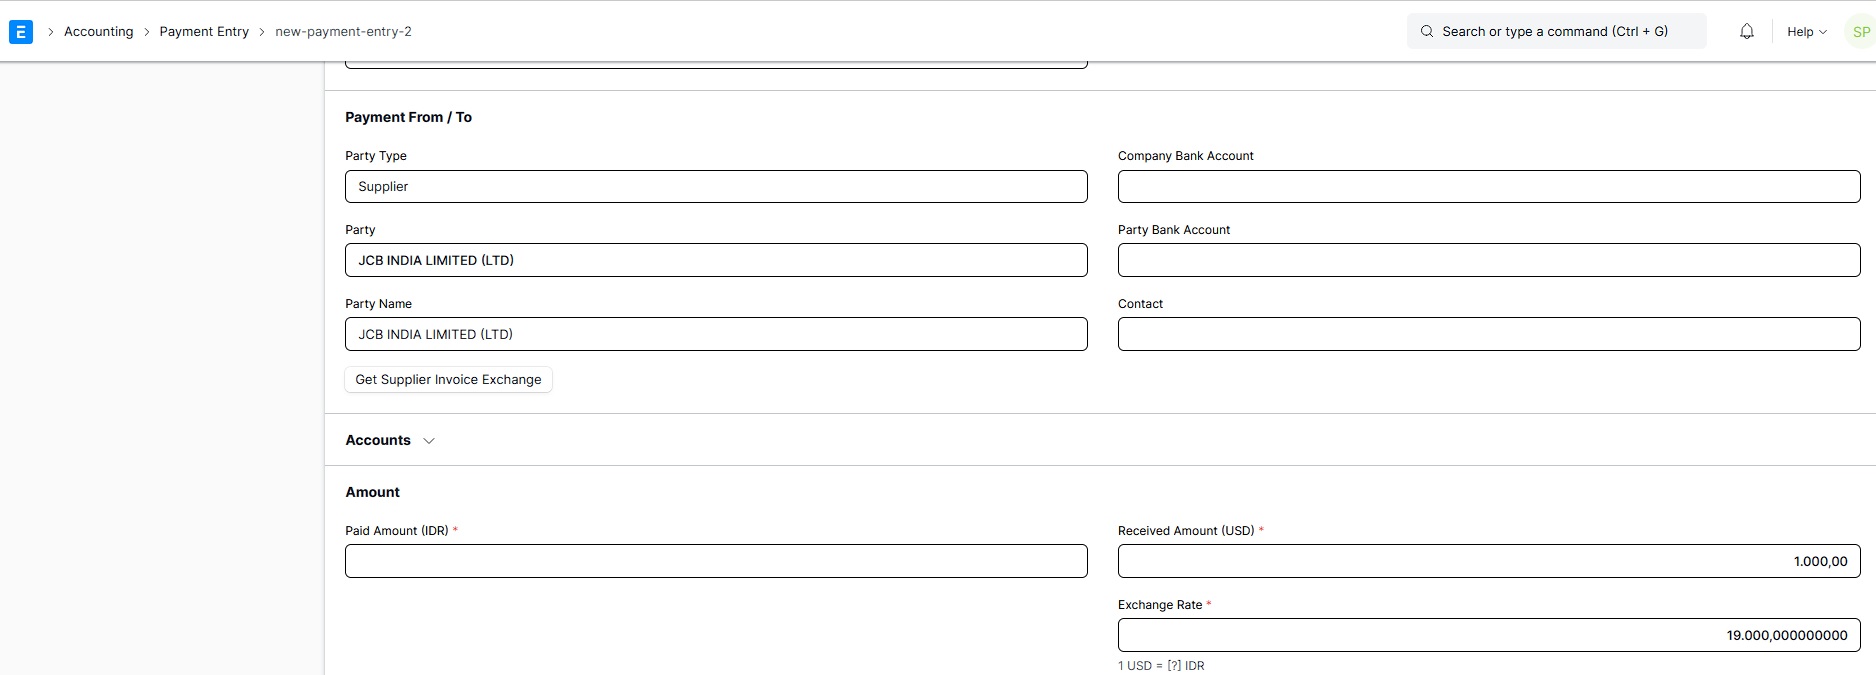 E
Accounting
Payment Entry
new-payment-entry-2
Search or type a command (Ctrl + G)
Help
SP
Payment From / To
Party Type
Supplier
Company Bank Account
Party
JCB INDIA LIMITED (LTD)
Party Bank Account
Party Name
JCB INDIA LIMITED (LTD)
Contact
Get Supplier Invoice Exchange
Accounts
Amount
Paid Amount (IDR) *
Received Amount (USD) *
1.000,00
Exchange Rate *
19.000,000000000
1 USD = [?] IDR